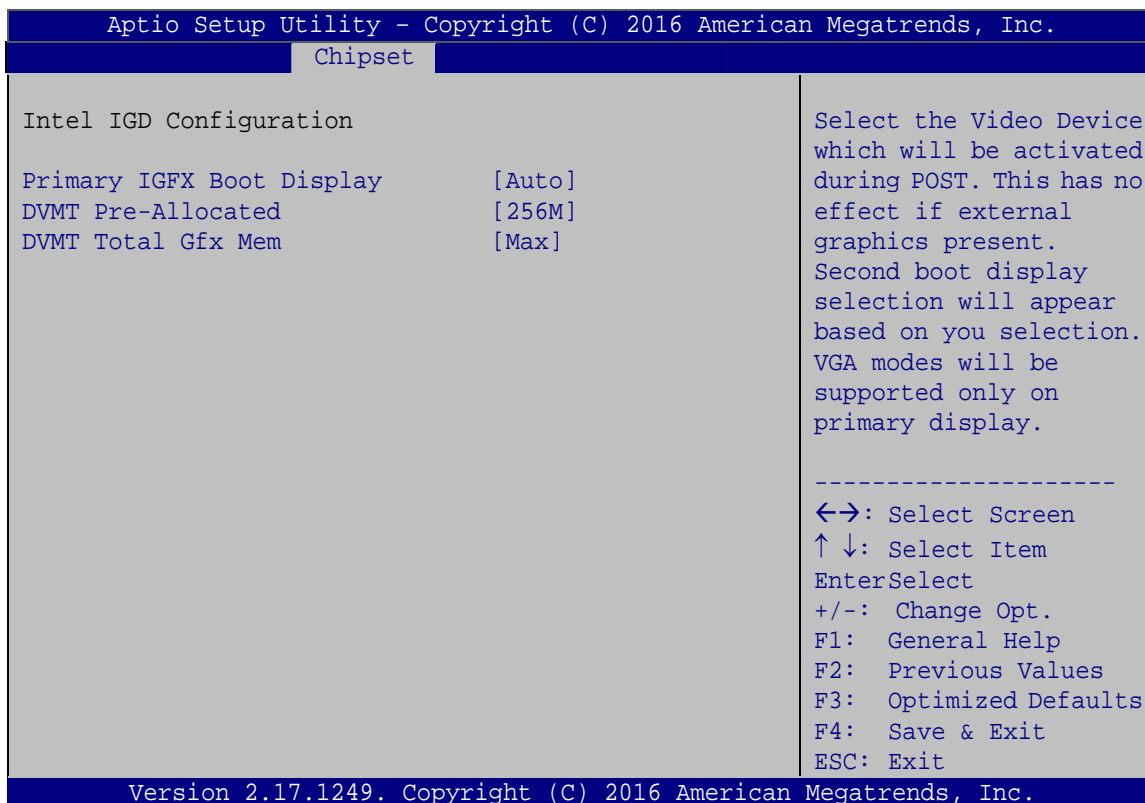 Aptio Setup Utility – Copyright (C) 2016 American Megatrends, Inc.
Chipset
Intel IGD Configuration
Primary IGFX Boot Display [Auto]
DVMT Pre-Allocated [256M]
DVMT Total Gfx Mem [Max]
Select the Video Device
which will be activated
during POST. This has no
effect if external
graphics present.
Second boot display
selection will appear
based on you selection.
VGA modes will be
supported only on
primary display.
---------------------
←→: Select Screen
↑ ↓: Select Item
EnterSelect
+/-: Change Opt.
F1: General Help
F2: Previous Values
F3: Optimized Defaults
F4: Save & Exit
ESC: Exit
Version 2.17.1249. Copyright (C) 2016 American Megatrends, Inc.